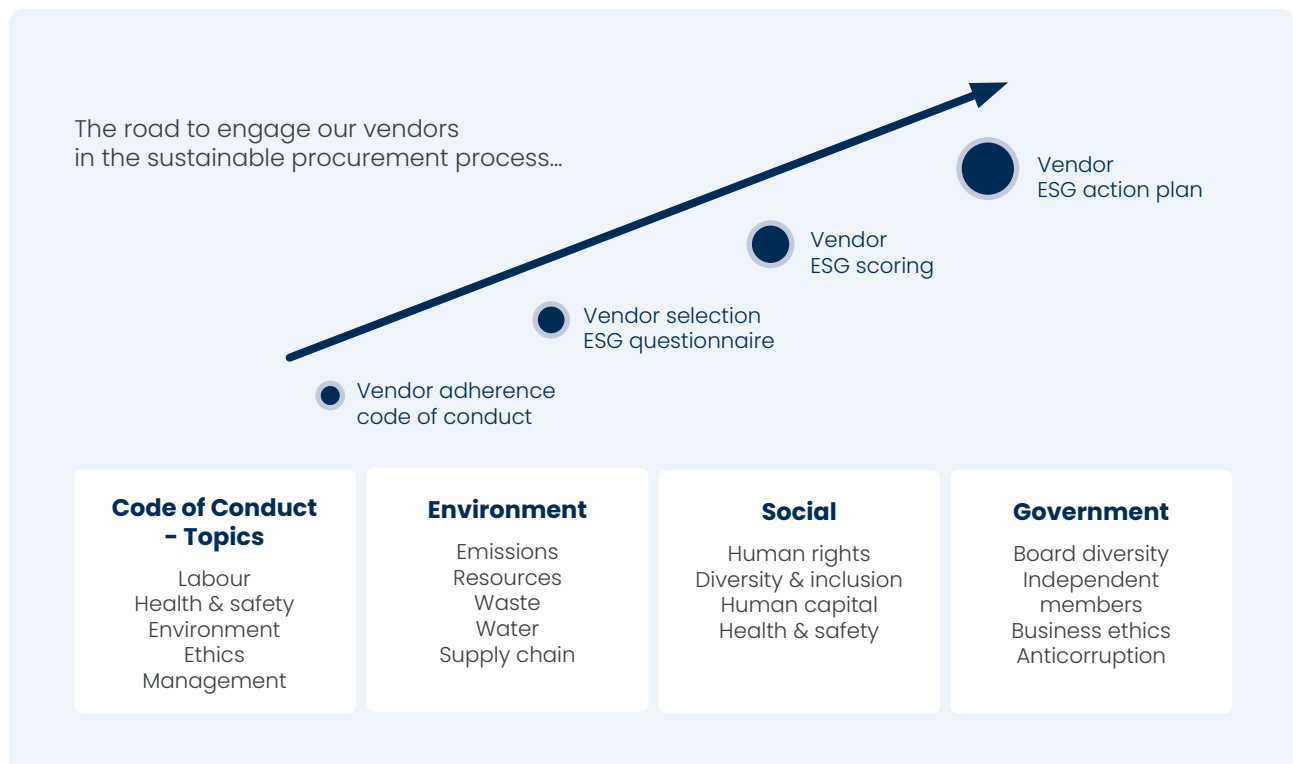 The road to engage our vendors
in the sustainable procurement process...
Vendor
ESG action plan
Vendor
ESG scoring
Vendor selection
ESG questionnaire
Vendor adherence
code of conduct
Code of Conduct
- Topics
Labour
Health & safety
Environment
Ethics
Management
Environment
Emissions
Resources
Waste
Water
Supply chain
Social
Human rights
Diversity & inclusion
Human capital
Health & safety
Government
Board diversity
Independent
members
Business ethics
Anticorruption